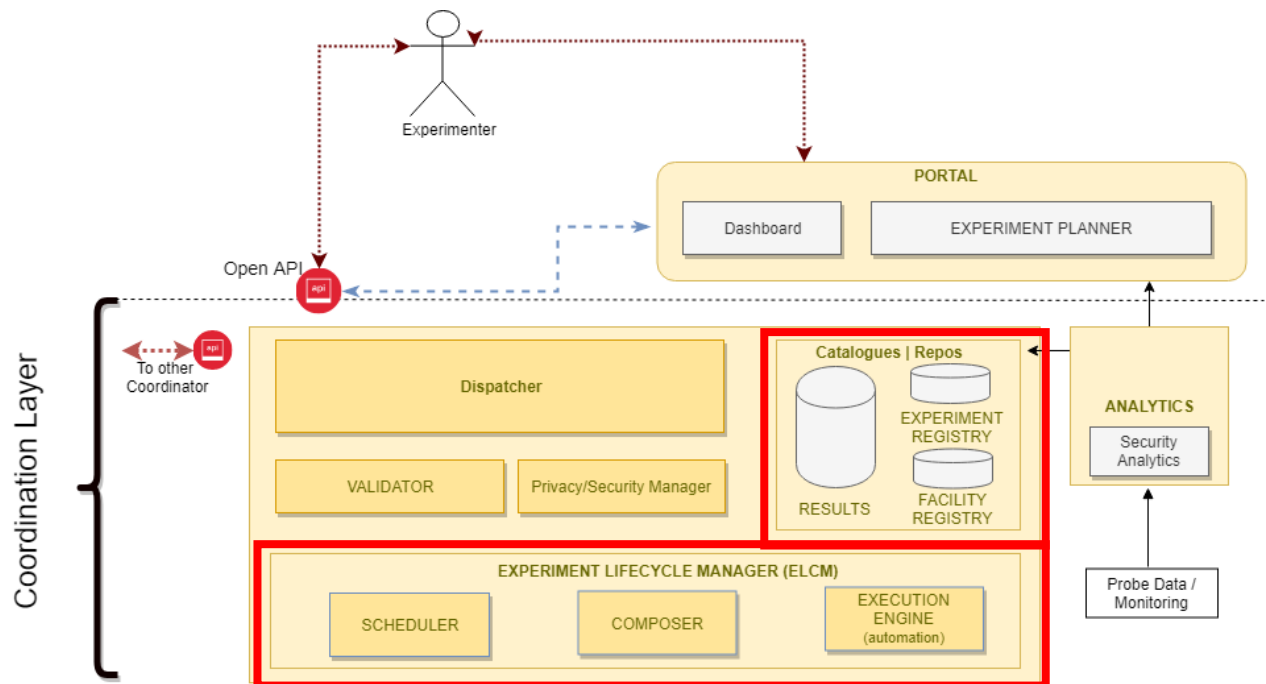 Experimenter
PORTAL
Dashboard
EXPERIMENT PLANNER
Open API
api
Coordination Layer
api
To other
Coordinator
Dispatcher
VALIDATOR
Privacy/Security Manager
Catalogues | Repos
RESULTS
EXPERIMENT
REGISTRY
FACILITY
REGISTRY
ANALYTICS
Security
Analytics
Probe Data /
Monitoring
EXPERIMENT LIFECYCLE MANAGER (ELCM)
SCHEDULER
COMPOSER
EXECUTION
ENGINE
(automation)